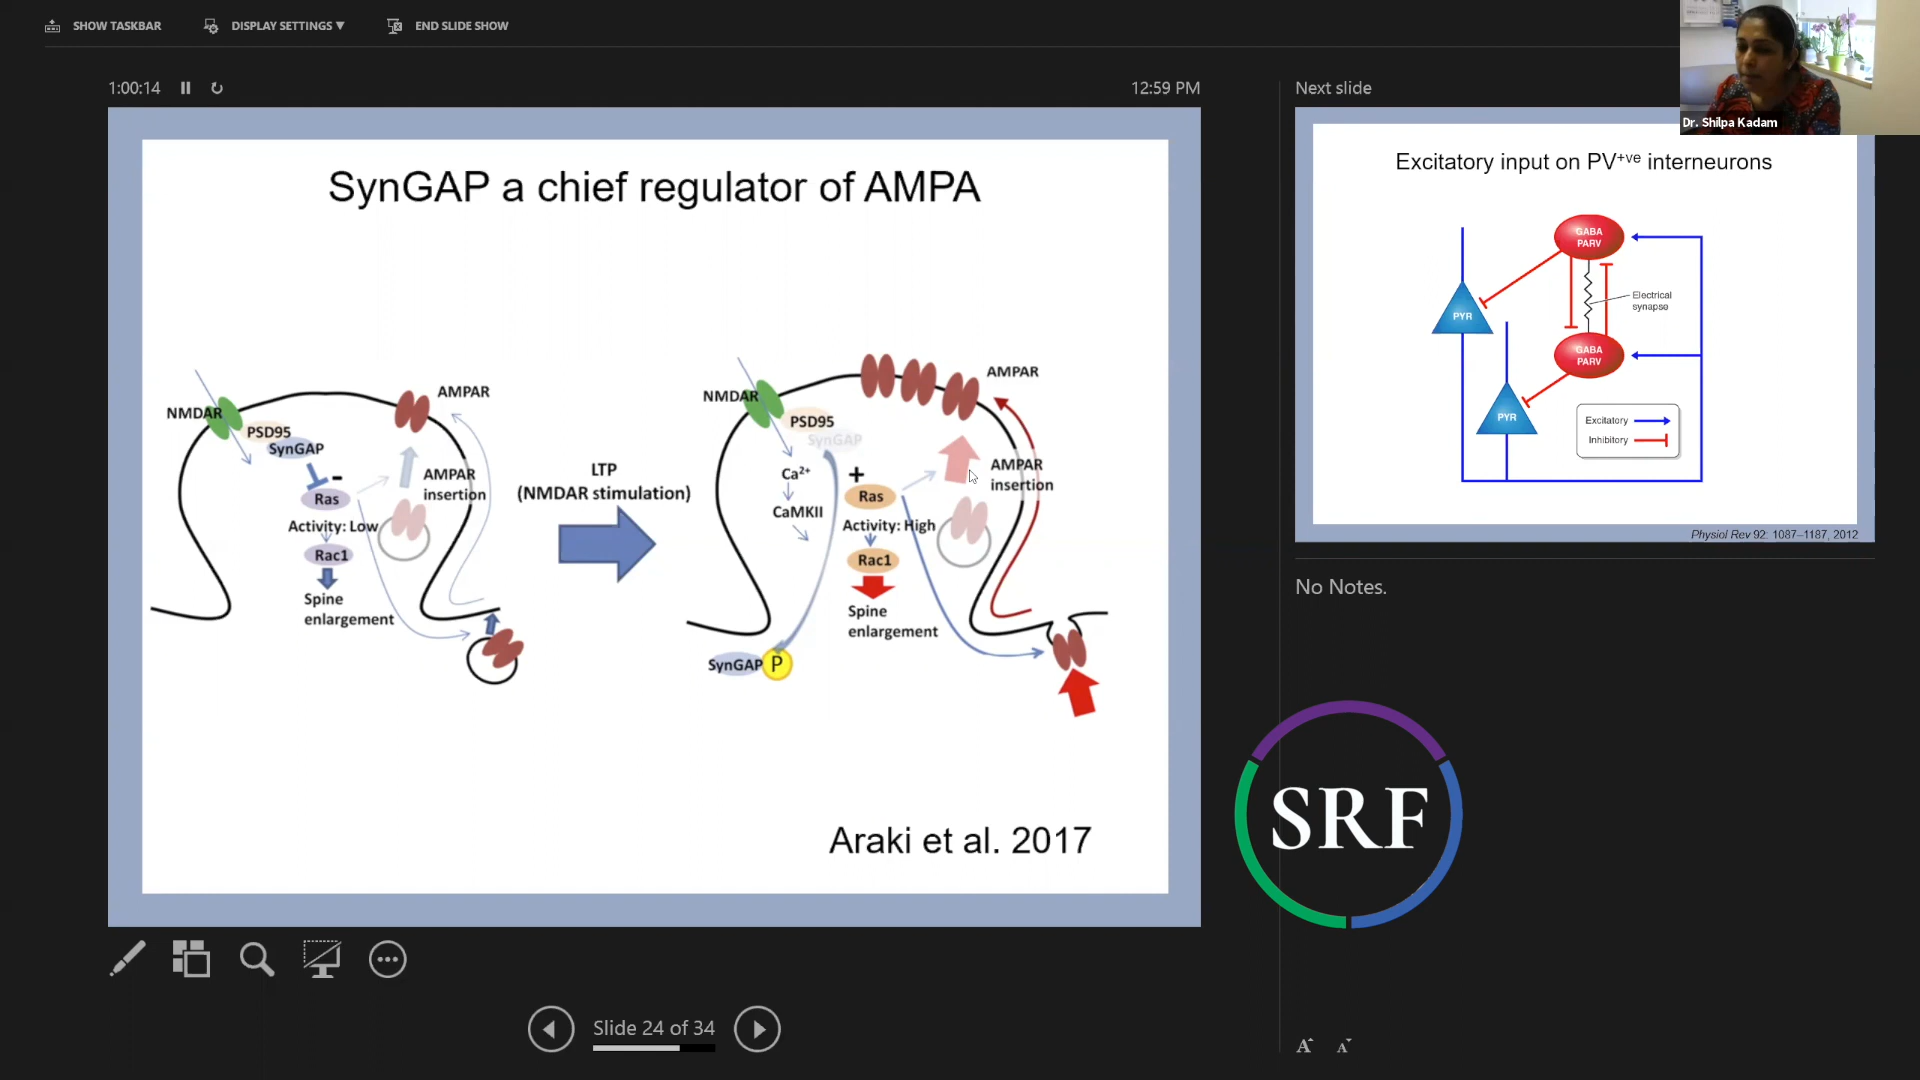 SHOW TASKBAR
DISPLAY SETTINGS ▼
END SLIDE SHOW
1:00:14
12:59 PM
SynGAP a chief regulator of AMPA
NMDAR
PSD95
SynGAP
-
Ras
Activity: Low
Rac1
Spine
enlargement
AMPAR
AMPAR
insertion
LTP
(NMDAR stimulation)
NMDAR
PSD95
SynGAP
Ca²⁺
CaMKII
+
Ras
Activity: High
Rac1
Spine
enlargement
AMPAR
AMPAR
insertion
SynGAP
P
Araki et al. 2017
Slide 24 of 34
Next slide
Dr. Shilpa Kadam
Excitatory input on PV⁺ᵛᵉ interneurons
GABA
PARV
PYR
Electrical
synapse
GABA
PARV
PYR
Excitatory
Inhibitory
Physiol Rev 92: 1087–1187, 2012
No Notes.
SRF
A A